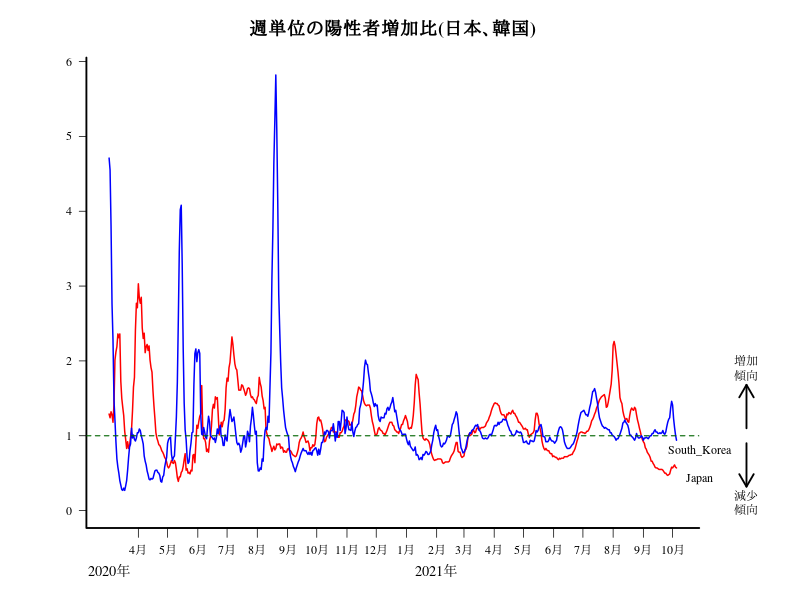 週単位の陽性者増加比(日本、韓国)
6
5
4
3
2
1
0
増加
傾向
South_Korea
Japan
減少
傾向
4月 5月 6月 7月 8月 9月 10月 11月 12月 1月 2月 3月 4月 5月 6月 7月 8月 9月 10月
2020年 2021年